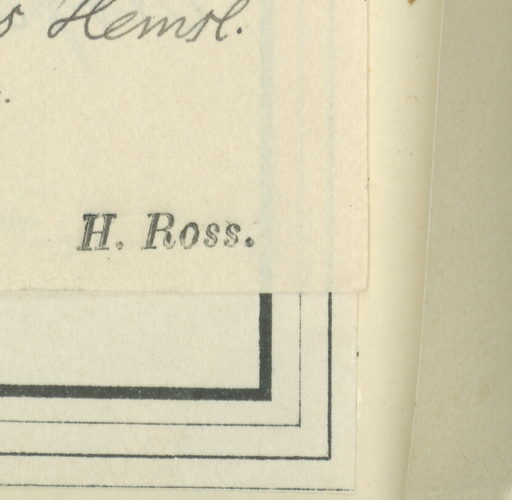 s Hemsl.
H. Ross.